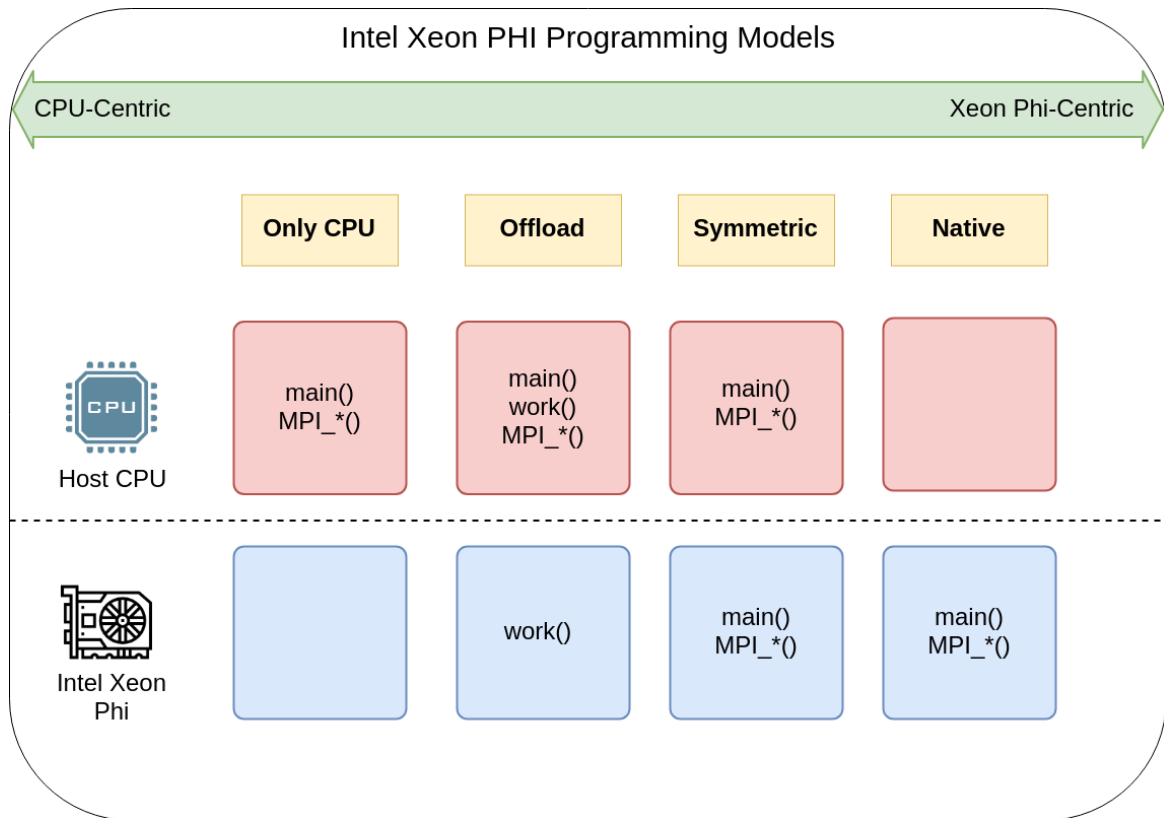 Intel Xeon PHI Programming Models
CPU-Centric
Xeon Phi-Centric
Only CPU
Offload
Symmetric
Native
main()
MPI_*()
main()
work()
MPI_*()
main()
MPI_*()
CPU
Host CPU
work()
main()
MPI_*()
main()
MPI_*()
Intel Xeon
Phi